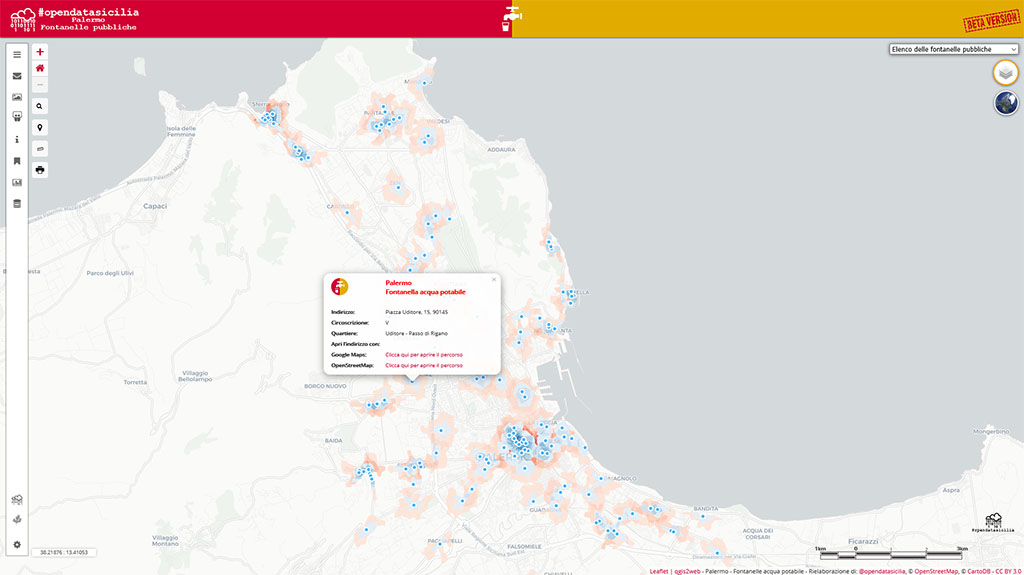 #opendatasicilia
Palermo
Fontanelle pubbliche
BETA VERSION
Elenco delle fontanelle pubbliche
Isola delle
Femmine
ADDAURA
Capaci
Parco degli Ulivi
Palermo
Fontanella acqua potabile
Indirizzo: Piazza Uditore, 15, 90145
Circoscrizione: V
Quartiere: Uditore - Passo di Rigano
Apri l'indirizzo con:
Google Maps: Clicca qui per aprire il percorso
OpenStreetMap: Clicca qui per aprire il percorso
Torretta
Villaggio
Bellolampo
BORGO NUOVO
BAIDA
Mongerbino
Aspra
BANDITA
ACQUA DEI
CORSARI
Ficarazzi
Villaggio
Montano
FALSOMIELE
#opendatasicilia
1km 0 3km
38.21876 : 13.41053
Leaflet | qgis2web - Palermo - Fontanelle acqua potabile - Rielaborazione di: @opendatasicilia, © OpenStreetMap, © CartoDB - CC BY 3.0